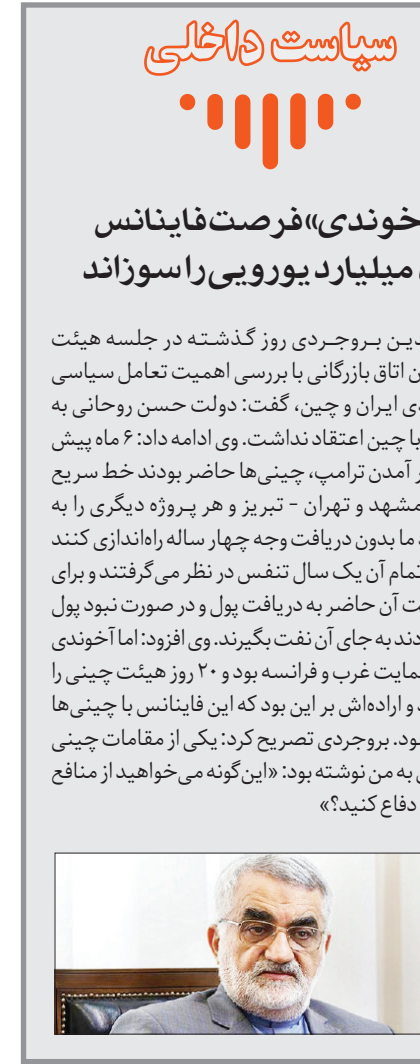 سیاست داخلی
خوندی» فرصت فاینانس
میلیارد یورویی را سوزاند
دین بروجردی روز گذشته در جلسه هیئت
ن اتاق بازرگانی با بررسی اهمیت تعامل سیاسی
ی ایران و چین، گفت: دولت حسن روحانی به
با چین اعتقاد نداشت. وی ادامه داد: ۶ ماه پیش
ر آمدن ترامپ، چینی‌ها حاضر بودند خط سریع
مشهد و تهران - تبریز و هر پروژه دیگری را به
ما بدون دریافت وجه چهار ساله راه‌اندازی کنند
تمام آن یک سال تنفس در نظر می‌گرفتند و برای
ت آن حاضر به دریافت پول و در صورت نبود پول
دند به جای آن نفت بگیرند. وی افزود: اما آخوندی
مایت غرب و فرانسه بود و ۲۰ روز هیئت چینی را
د و اراده‌اش بر این بود که این فاینانس با چینی‌ها
ود. بروجردی تصریح کرد: یکی از مقامات چینی
ی به من نوشته بود: «این‌گونه می‌خواهید از منافع
دفاع کنید؟»